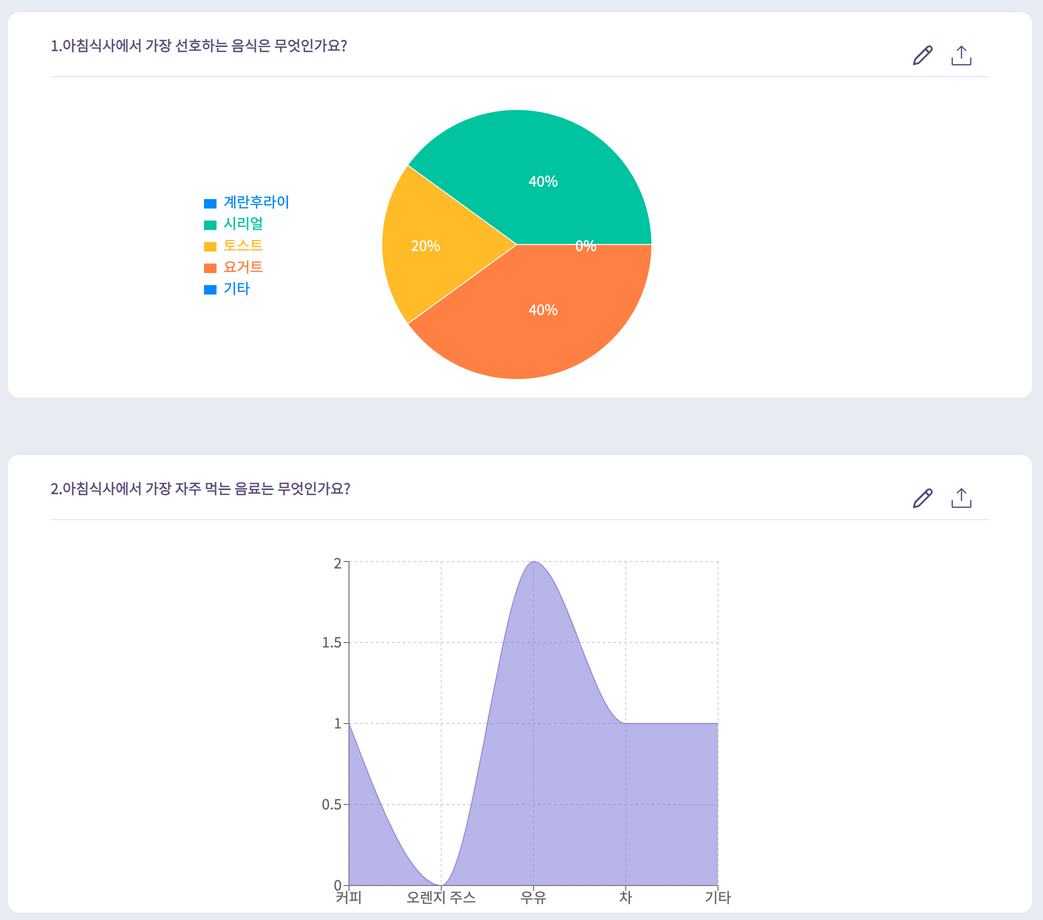 1.아침식사에서 가장 선호하는 음식은 무엇인가요?
계란후라이
시리얼
토스트
요거트
기타
40%
20%
0%
40%
2.아침식사에서 가장 자주 먹는 음료는 무엇인가요?
2
1.5
1
0.5
0
커피 오렌지 주스 우유 차 기타